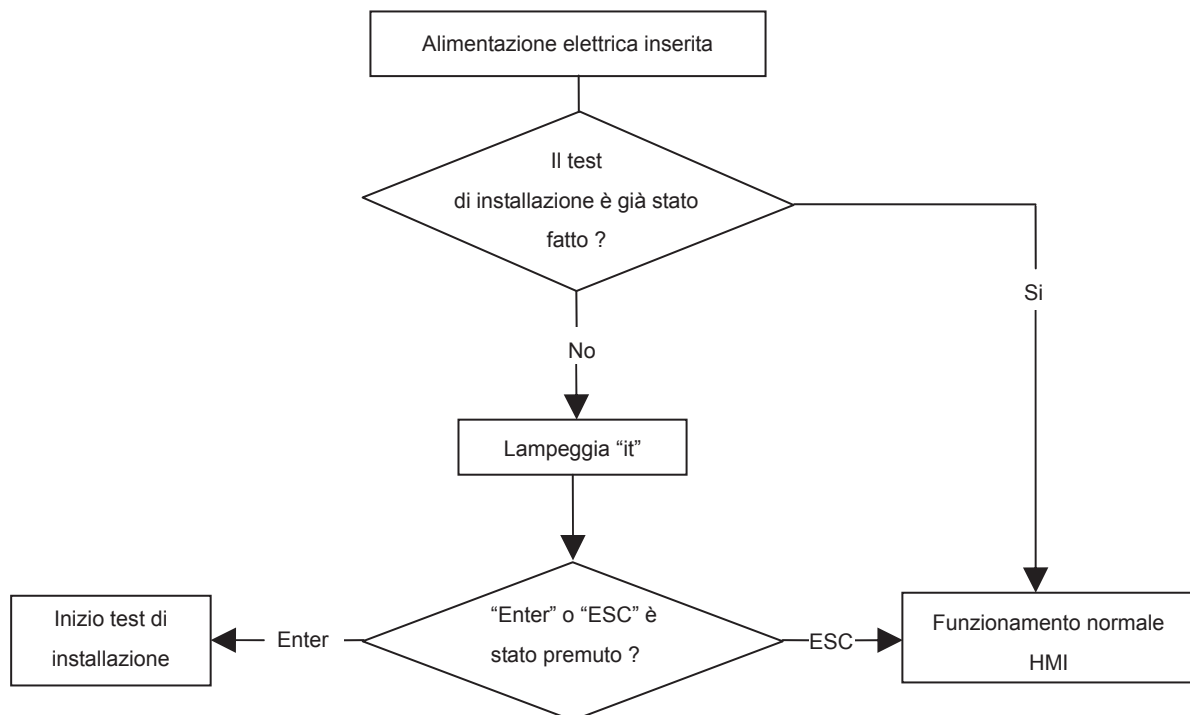 Alimentazione elettrica inserita
Il test
di installazione è già stato
fatto ?
Si
No
Lampeggia “it”
“Enter” o “ESC” è
stato premuto ?
Inizio test di
installazione
Enter
ESC
Funzionamento normale
HMI